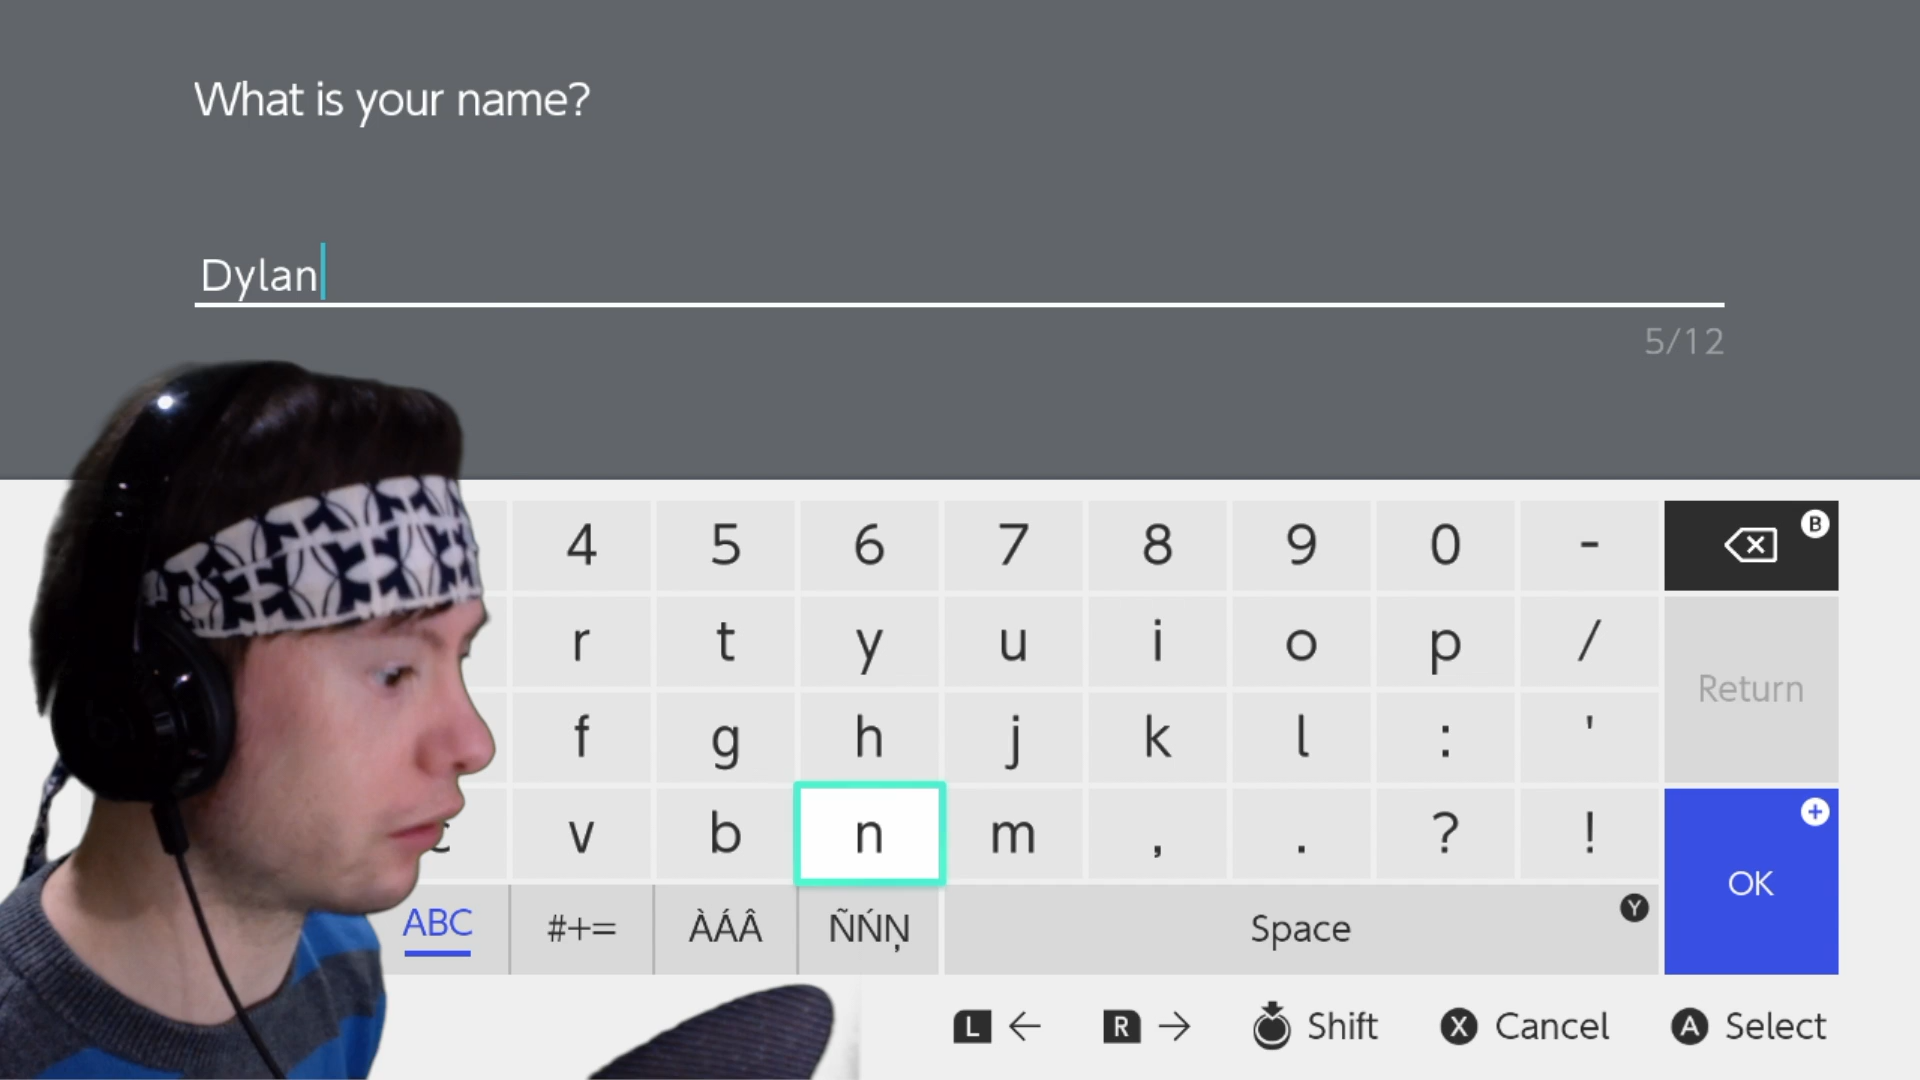 What is your name?
Dylan
5/12
4 5 6 7 8 9 0 - B
r t y u i o p / Return
f g h j k l : '
c v b n m , . ? ! + OK
ABC #+= ÀÁÂ ÑŃŅ Space Y
L ← R → Shift X Cancel A Select